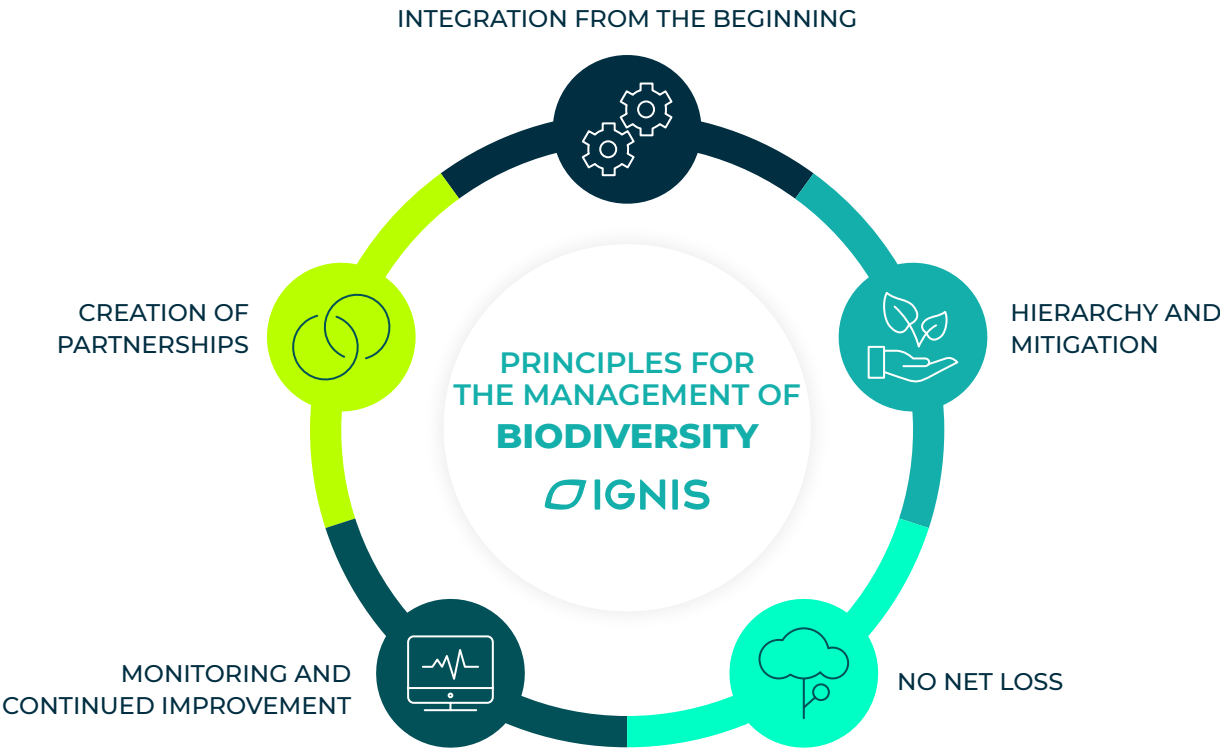 INTEGRATION FROM THE BEGINNING
HIERARCHY AND
MITIGATION
NO NET LOSS
MONITORING AND
CONTINUED IMPROVEMENT
CREATION OF
PARTNERSHIPS
PRINCIPLES FOR
THE MANAGEMENT OF
BIODIVERSITY
IGNIS